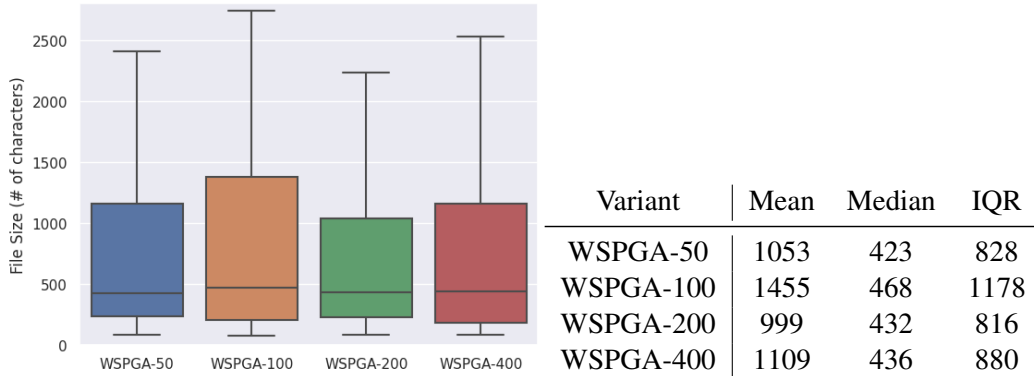 File Size (# of characters)
2500
2000
1500
1000
500
0
WSPGA-50 WSPGA-100 WSPGA-200 WSPGA-400
Variant Mean Median IQR
WSPGA-50 1053 423 828
WSPGA-100 1455 468 1178
WSPGA-200 999 432 816
WSPGA-400 1109 436 880